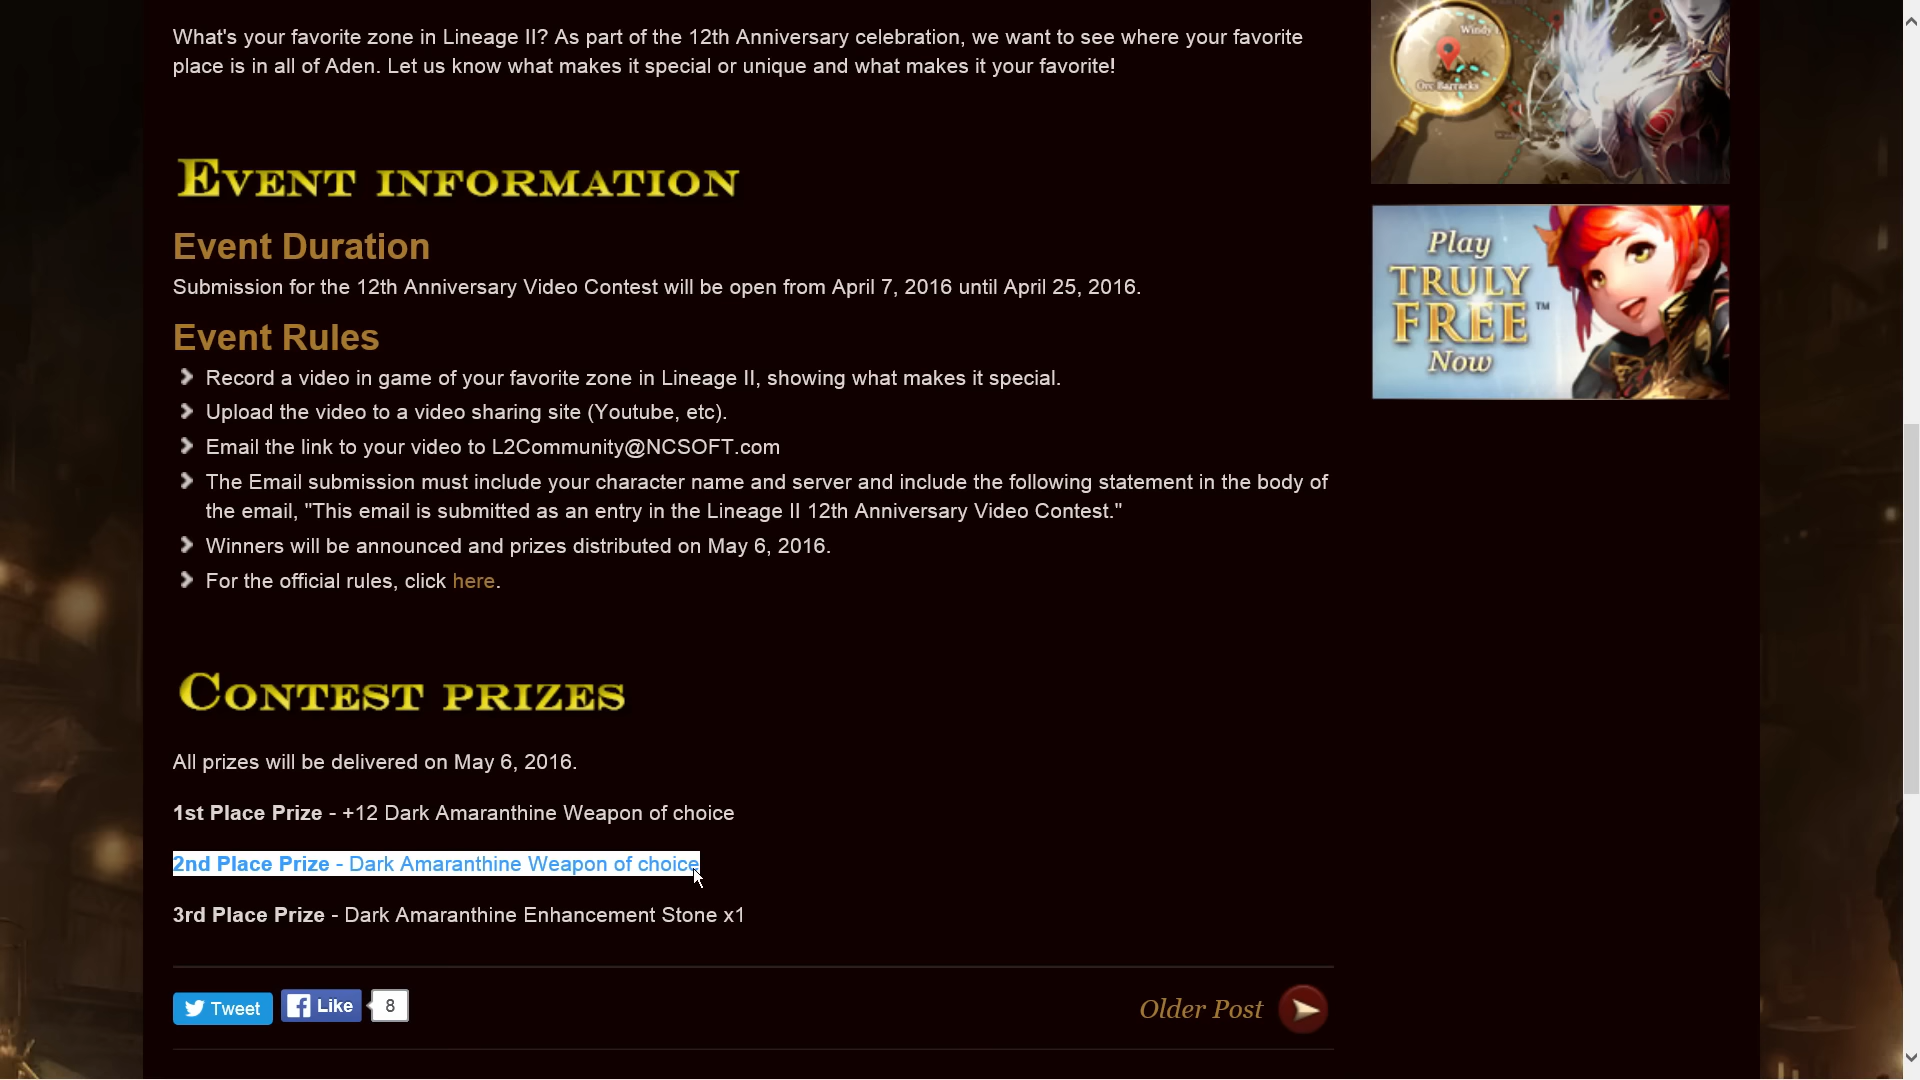 What's your favorite zone in Lineage II? As part of the 12th Anniversary celebration, we want to see where your favorite
place is in all of Aden. Let us know what makes it special or unique and what makes it your favorite!
Orc Barracks
EVENT INFORMATION
Event Duration
Submission for the 12th Anniversary Video Contest will be open from April 7, 2016 until April 25, 2016.
Play
TRULY
FREE™
Now
Event Rules
Record a video in game of your favorite zone in Lineage II, showing what makes it special.
Upload the video to a video sharing site (Youtube, etc).
Email the link to your video to L2Community@NCSOFT.com
The Email submission must include your character name and server and include the following statement in the body of
the email, "This email is submitted as an entry in the Lineage II 12th Anniversary Video Contest."
Winners will be announced and prizes distributed on May 6, 2016.
For the official rules, click here.
CONTEST PRIZES
All prizes will be delivered on May 6, 2016.
1st Place Prize - +12 Dark Amaranthine Weapon of choice
2nd Place Prize - Dark Amaranthine Weapon of choice
3rd Place Prize - Dark Amaranthine Enhancement Stone x1
Tweet
Like
8
Older Post